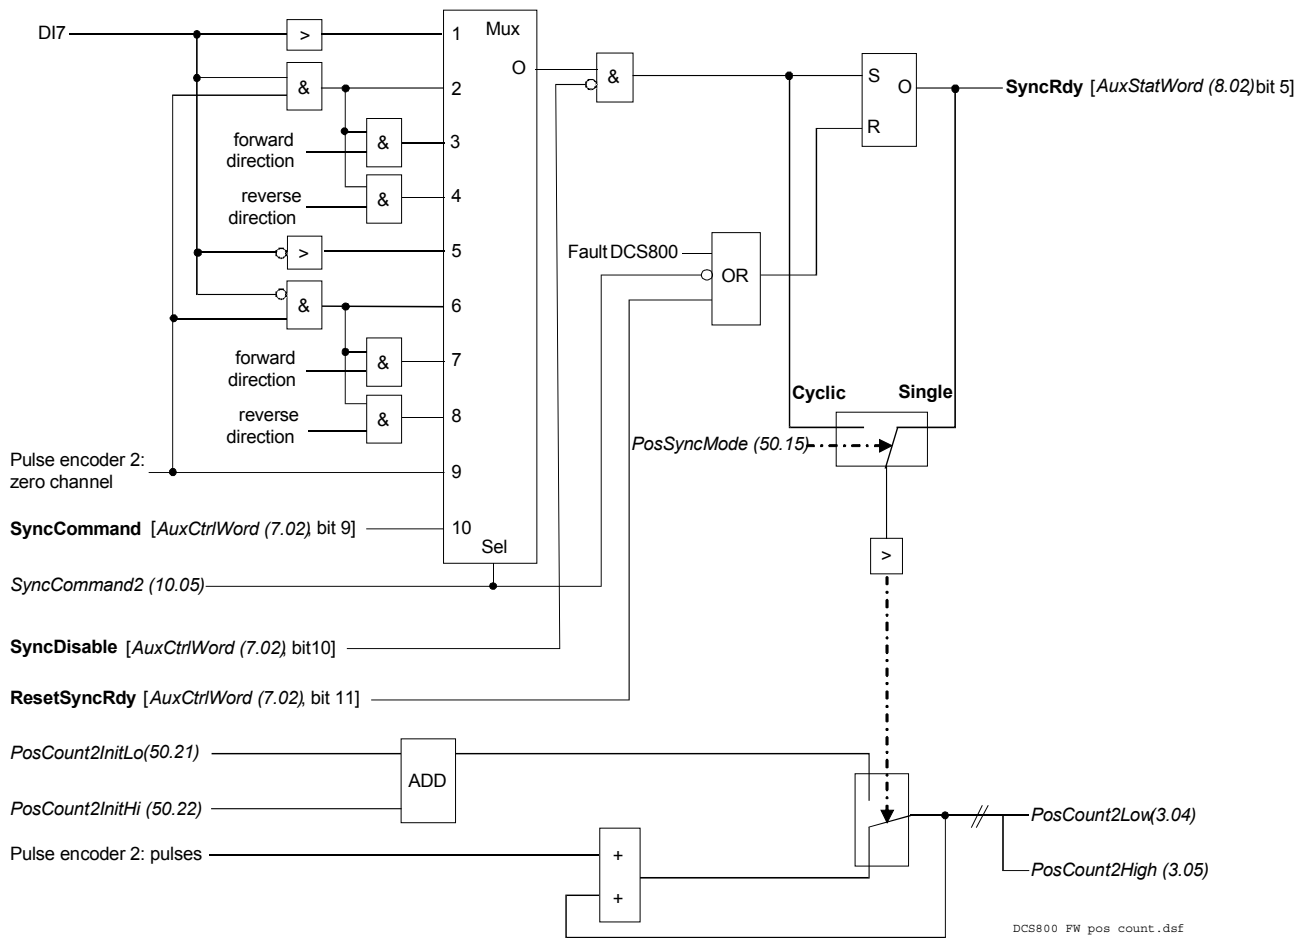 DI7
>
1
Mux
O
&
2
&
S
O
SyncRdy [AuxStatWord (8.02) bit 5]
R
forward
direction
&
3
reverse
direction
&
4
>
5
Fault DCS800
OR
&
6
forward
direction
&
7
Cyclic
Single
reverse
direction
&
8
PosSyncMode (50.15)
Pulse encoder 2:
zero channel
9
SyncCommand [AuxCtrlWord (7.02), bit 9]
10
Sel
>
SyncCommand2 (10.05)
SyncDisable [AuxCtrlWord (7.02), bit10]
ResetSyncRdy [AuxCtrlWord (7.02), bit 11]
PosCount2InitLo(50.21)
ADD
PosCount2InitHi (50.22)
PosCount2Low(3.04)
Pulse encoder 2: pulses
+
+
PosCount2High (3.05)
DCS800 FW pos count.dsf